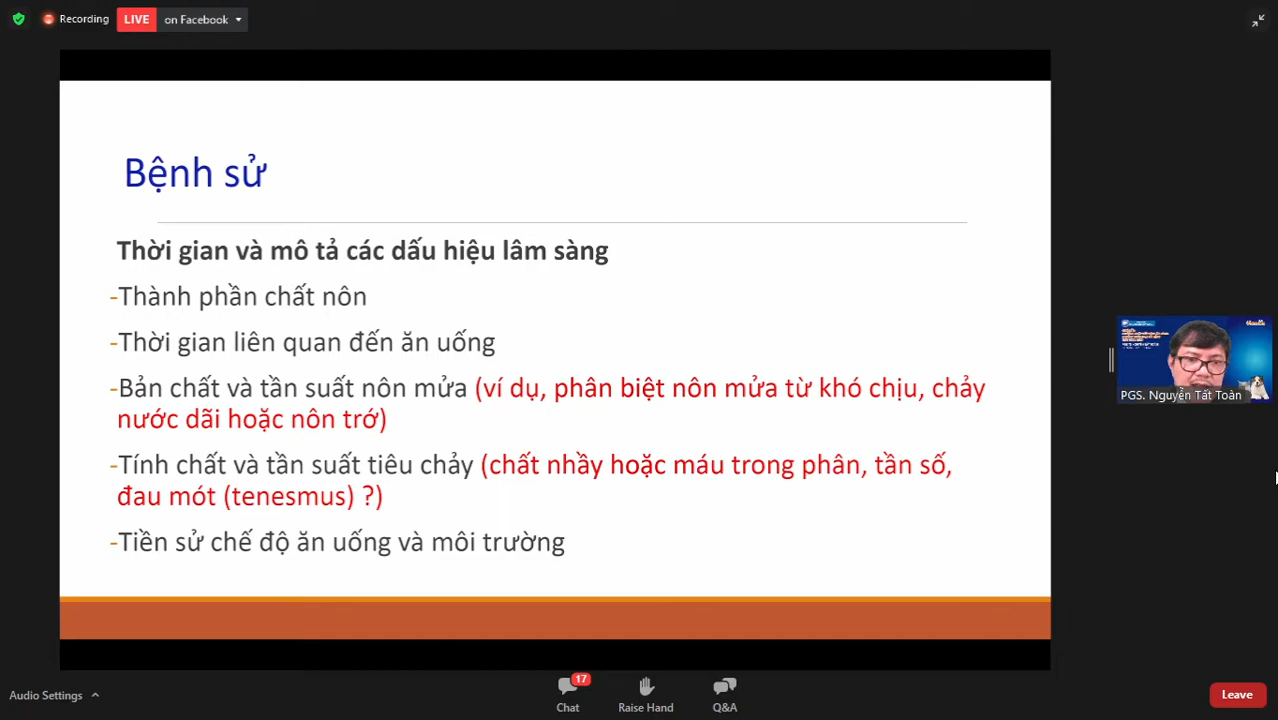 Recording
LIVE
on Facebook
Bệnh sử
Thời gian và mô tả các dấu hiệu lâm sàng
-Thành phần chất nôn
-Thời gian liên quan đến ăn uống
-Bản chất và tần suất nôn mửa (ví dụ, phân biệt nôn mửa từ khó chịu, chảy
nước dãi hoặc nôn trớ)
-Tính chất và tần suất tiêu chảy (chất nhầy hoặc máu trong phân, tần số,
đau mót (tenesmus) ?)
-Tiền sử chế độ ăn uống và môi trường
PGS. Nguyễn Tất Toàn
Audio Settings
17
Chat
Raise Hand
Q&A
Leave